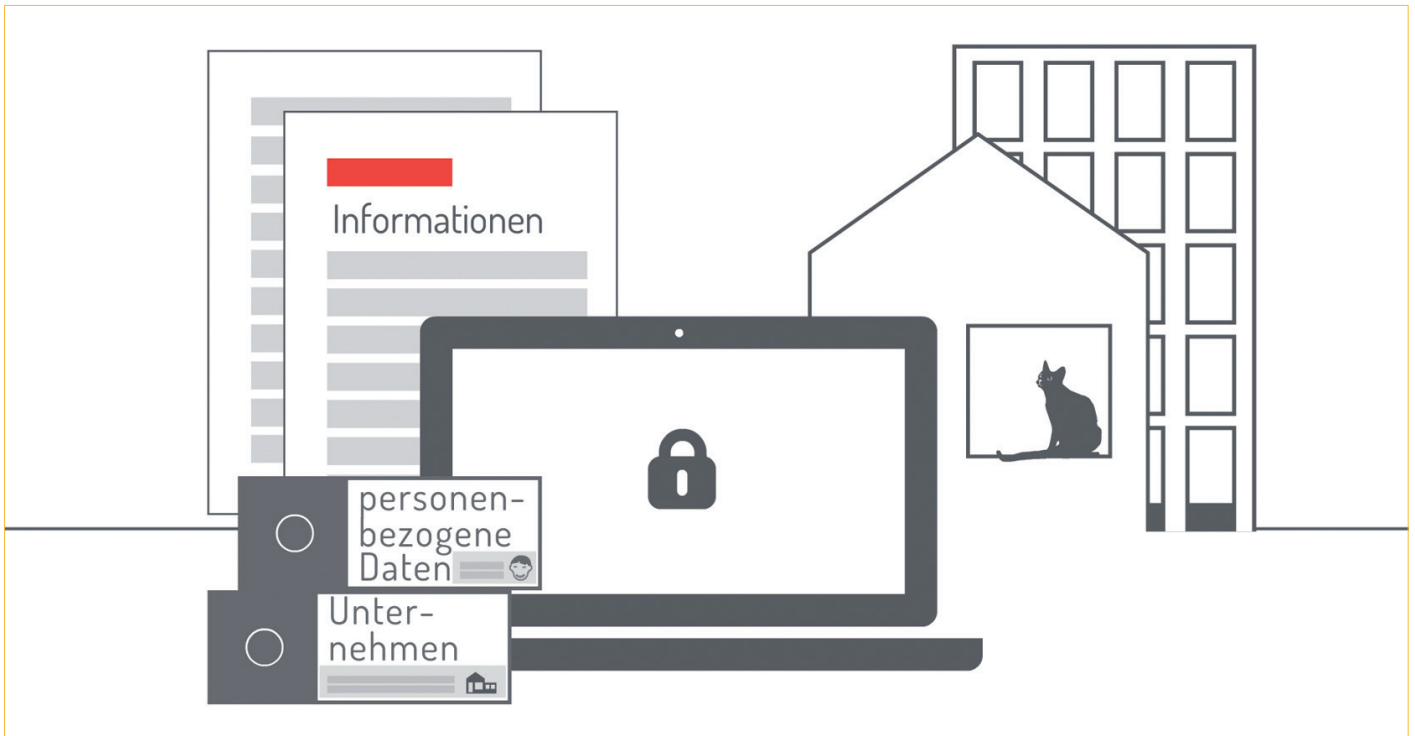 Informationen
personen-
bezogene
Daten
Unter-
nehmen